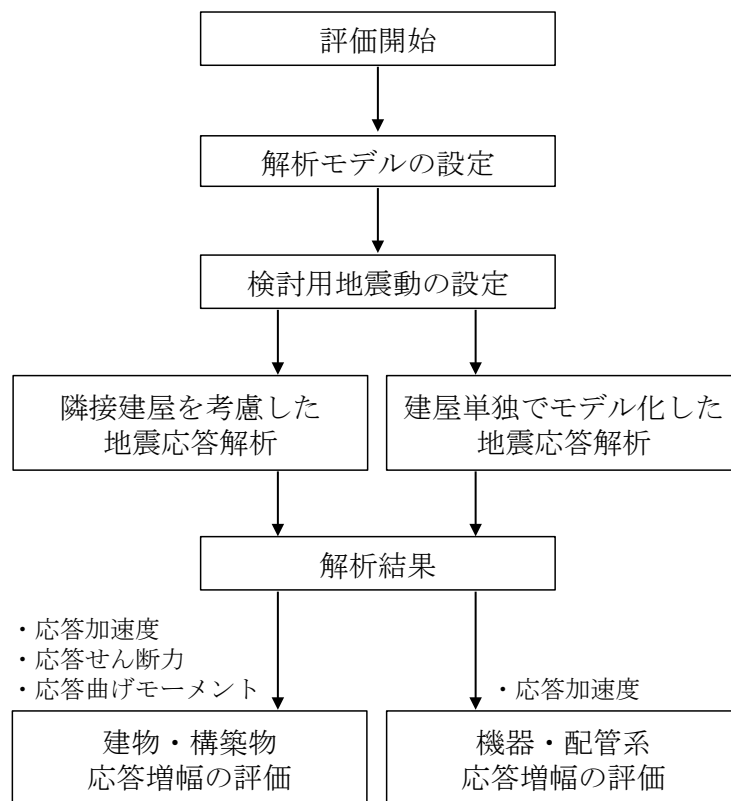 評価開始
解析モデルの設定
検討用地震動の設定
隣接建屋を考慮した
地震応答解析
建屋単独でモデル化した
地震応答解析
解析結果
・応答加速度
・応答せん断力
・応答曲げモーメント
・応答加速度
建物・構築物
応答増幅の評価
機器・配管系
応答増幅の評価